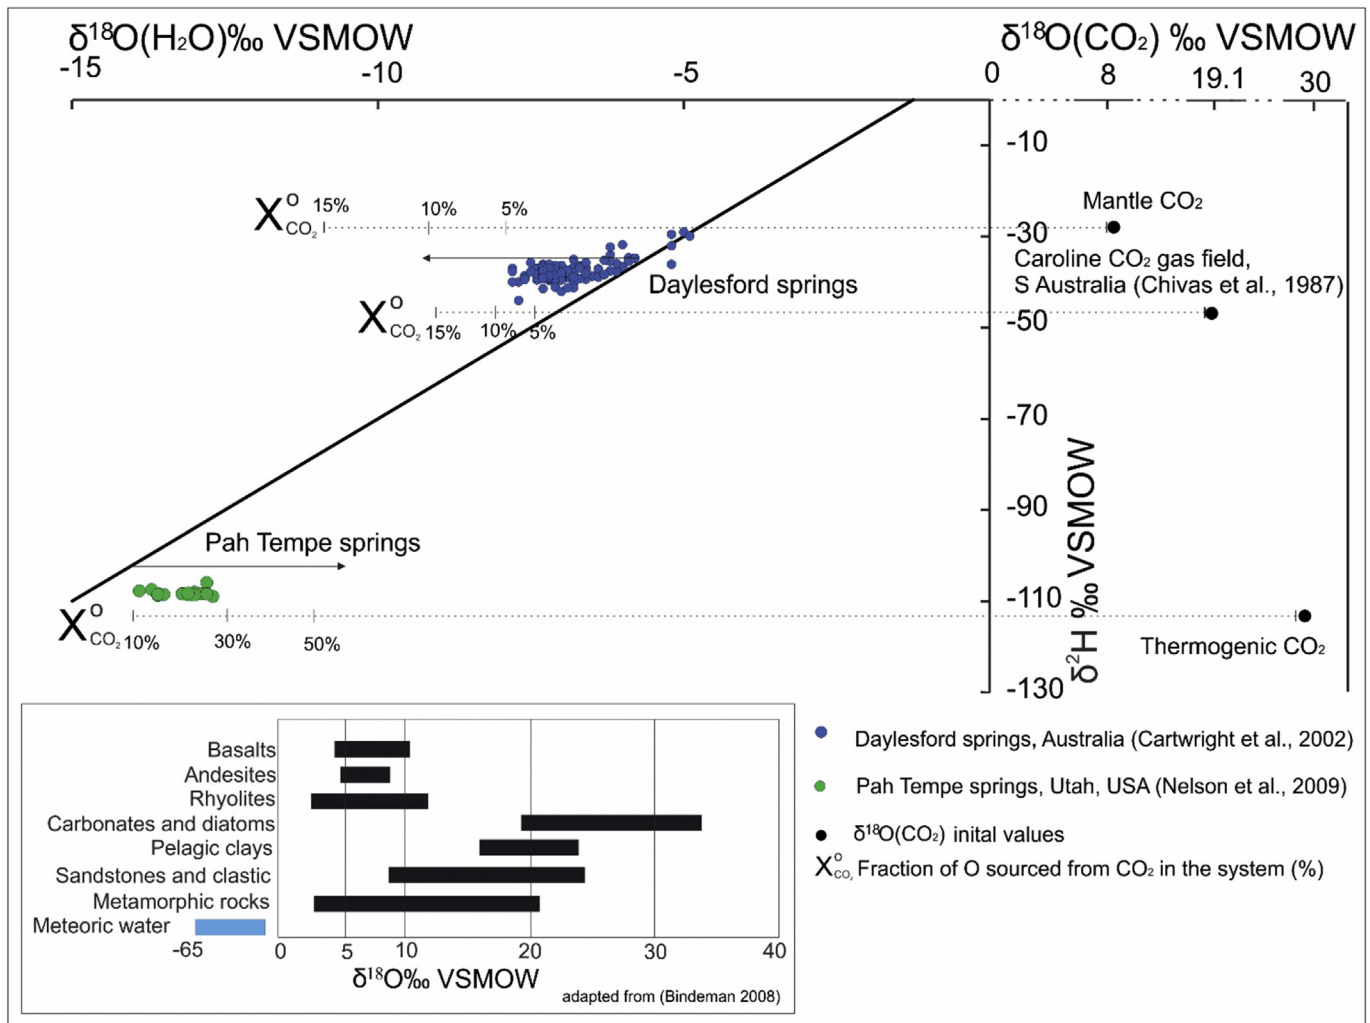 δ¹⁸O(H₂O)‰ VSMOW
δ¹⁸O(CO₂) ‰ VSMOW
-15 -10 -5 0 8 19.1 30
-10
Mantle CO₂
X^O_CO₂ 15% 10% 5%
-30
Caroline CO₂ gas field,
S Australia (Chivas et al., 1987)
Daylesford springs
X^O_CO₂ 15% 10% 5%
-50
-70
-90
δ²H ‰ VSMOW
Pah Tempe springs
-110
X^O_CO₂ 10% 30% 50%
Thermogenic CO₂
-130
Basalts
Andesites
Rhyolites
Carbonates and diatoms
Pelagic clays
Sandstones and clastic
Metamorphic rocks
Meteoric water
-65 0 5 10 20 30 40
δ¹⁸O‰ VSMOW
adapted from (Bindeman 2008)
Daylesford springs, Australia (Cartwright et al., 2002)
Pah Tempe springs, Utah, USA (Nelson et al., 2009)
δ¹⁸O(CO₂) inital values
X^O_CO₂ Fraction of O sourced from CO₂ in the system (%)